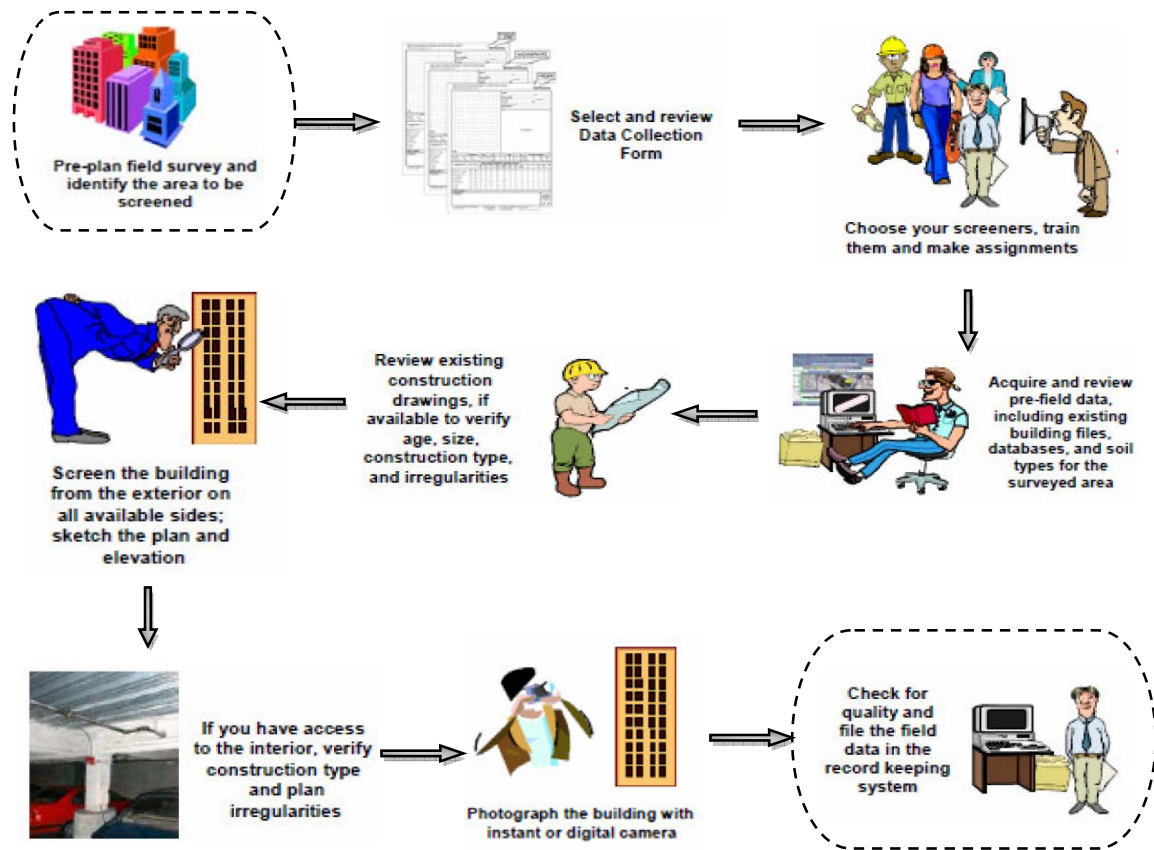 Pre-plan field survey and
identify the area to be
screened
Select and review
Data Collection
Form
Choose your screeners, train
them and make assignments
Acquire and review
pre-field data,
including existing
building files,
databases, and soil
types for the
surveyed area
Review existing
construction
drawings, if
available to verify
age, size,
construction type,
and irregularities
Screen the building
from the exterior on
all available sides;
sketch the plan and
elevation
If you have access
to the interior, verify
construction type
and plan
irregularities
Photograph the building with
instant or digital camera
Check for
quality and
file the field
data in the
record keeping
system